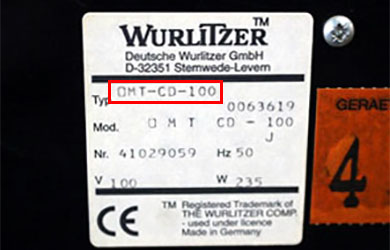 WURLITZER™
Deutsche Wurlitzer GmbH
D-32351 Stemwede-Levern
Typ OMT-CD-100 0063619
Mod. OMT CD-100
J
Nr. 41029059 Hz 50
V 100 W 235
TM Registered Trademark of
THE WURLITZER COMP.
- used under licence
CE Made in Germany
GERAE
4